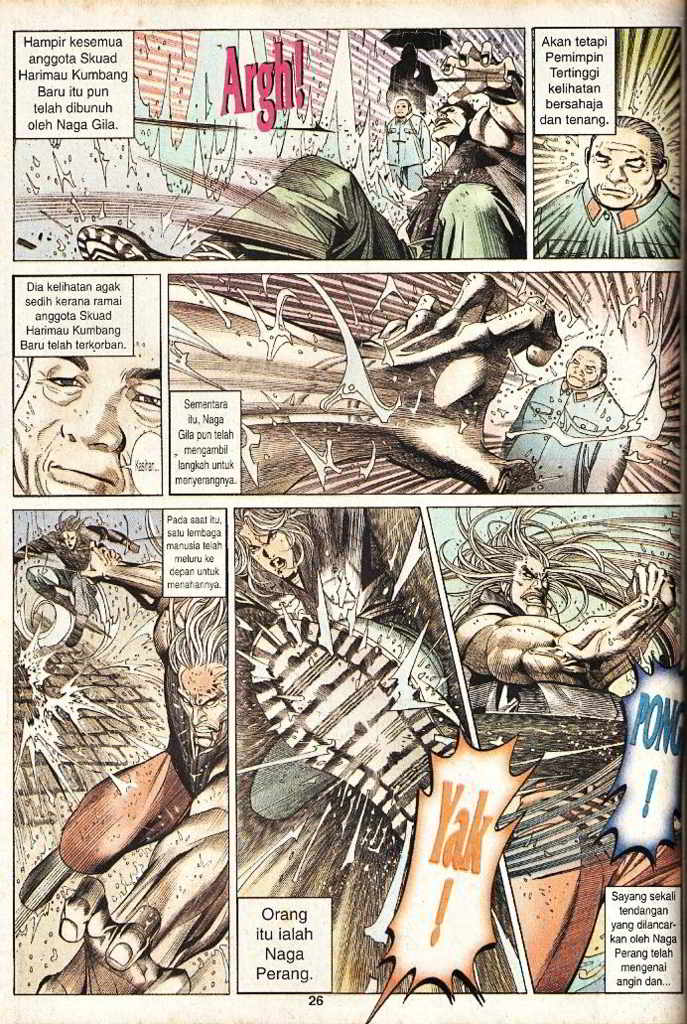 Hampir kesemua
anggota Skuad
Harimau Kumbang
Baru itu pun
telah dibunuh
oleh Naga Gila.
Argh!
Akan tetapi
Pemimpin
Tertinggi
kelihatan
bersahaja
dan tenang.
Dia kelihatan agak
sedih kerana ramai
anggota Skuad
Harimau Kumbang
Baru telah terkorban.
Kasihan...
Sementara
itu, Naga
Gila pun telah
mengambil
langkah untuk
menyerangnya.
Pada saat itu,
satu lembaga
manusia telah
meluru ke
depan untuk
menahannya.
Orang
itu ialah
Naga
Perang.
Yak
!
PONG
!
Sayang sekali
tendangan
yang dilancar-
kan oleh Naga
Perang telah
mengenai
angin dan...
26